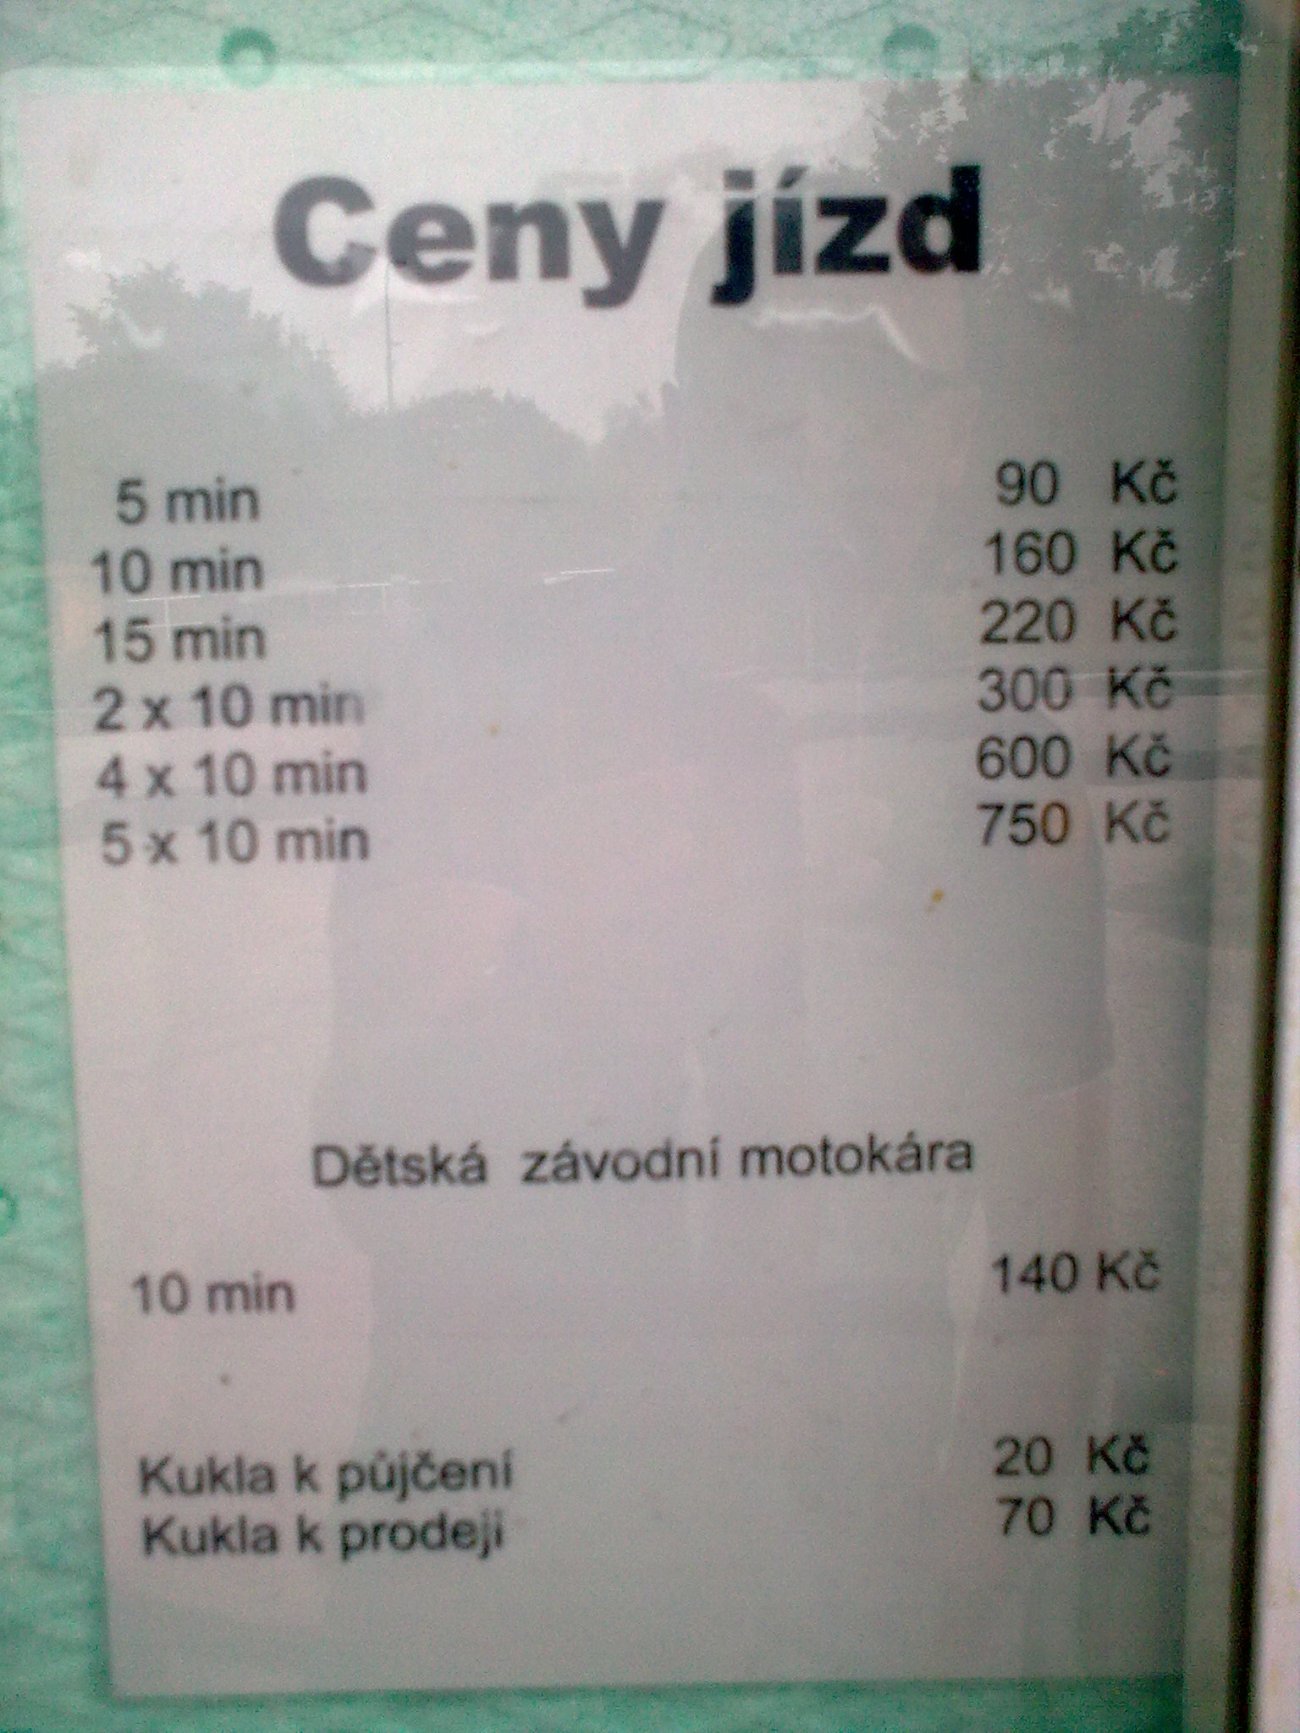 Ceny jízd
5 min 90 Kč
10 min 160 Kč
15 min 220 Kč
2 x 10 min 300 Kč
4 x 10 min 600 Kč
5 x 10 min 750 Kč
Dětská závodní motokára
10 min 140 Kč
Kukla k půjčení 20 Kč
Kukla k prodeji 70 Kč